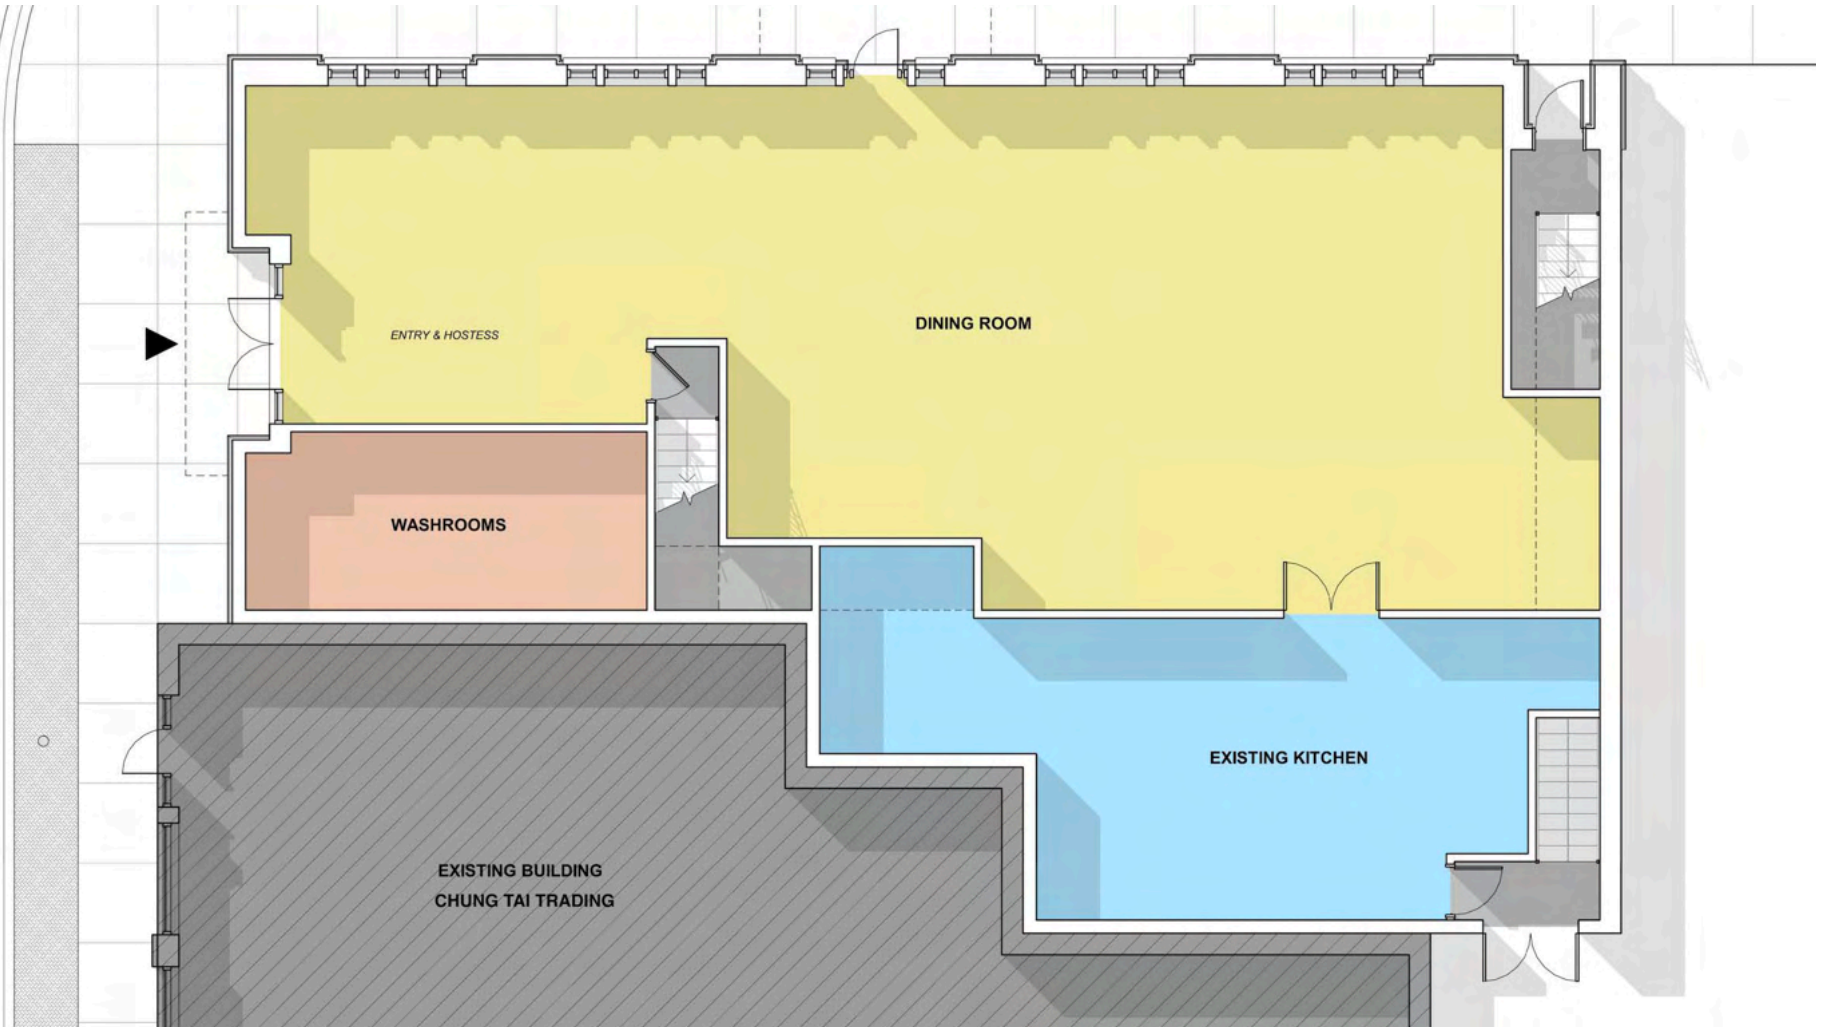 DINING ROOM
ENTRY & HOSTESS
WASHROOMS
EXISTING KITCHEN
EXISTING BUILDING
CHUNG TAI TRADING